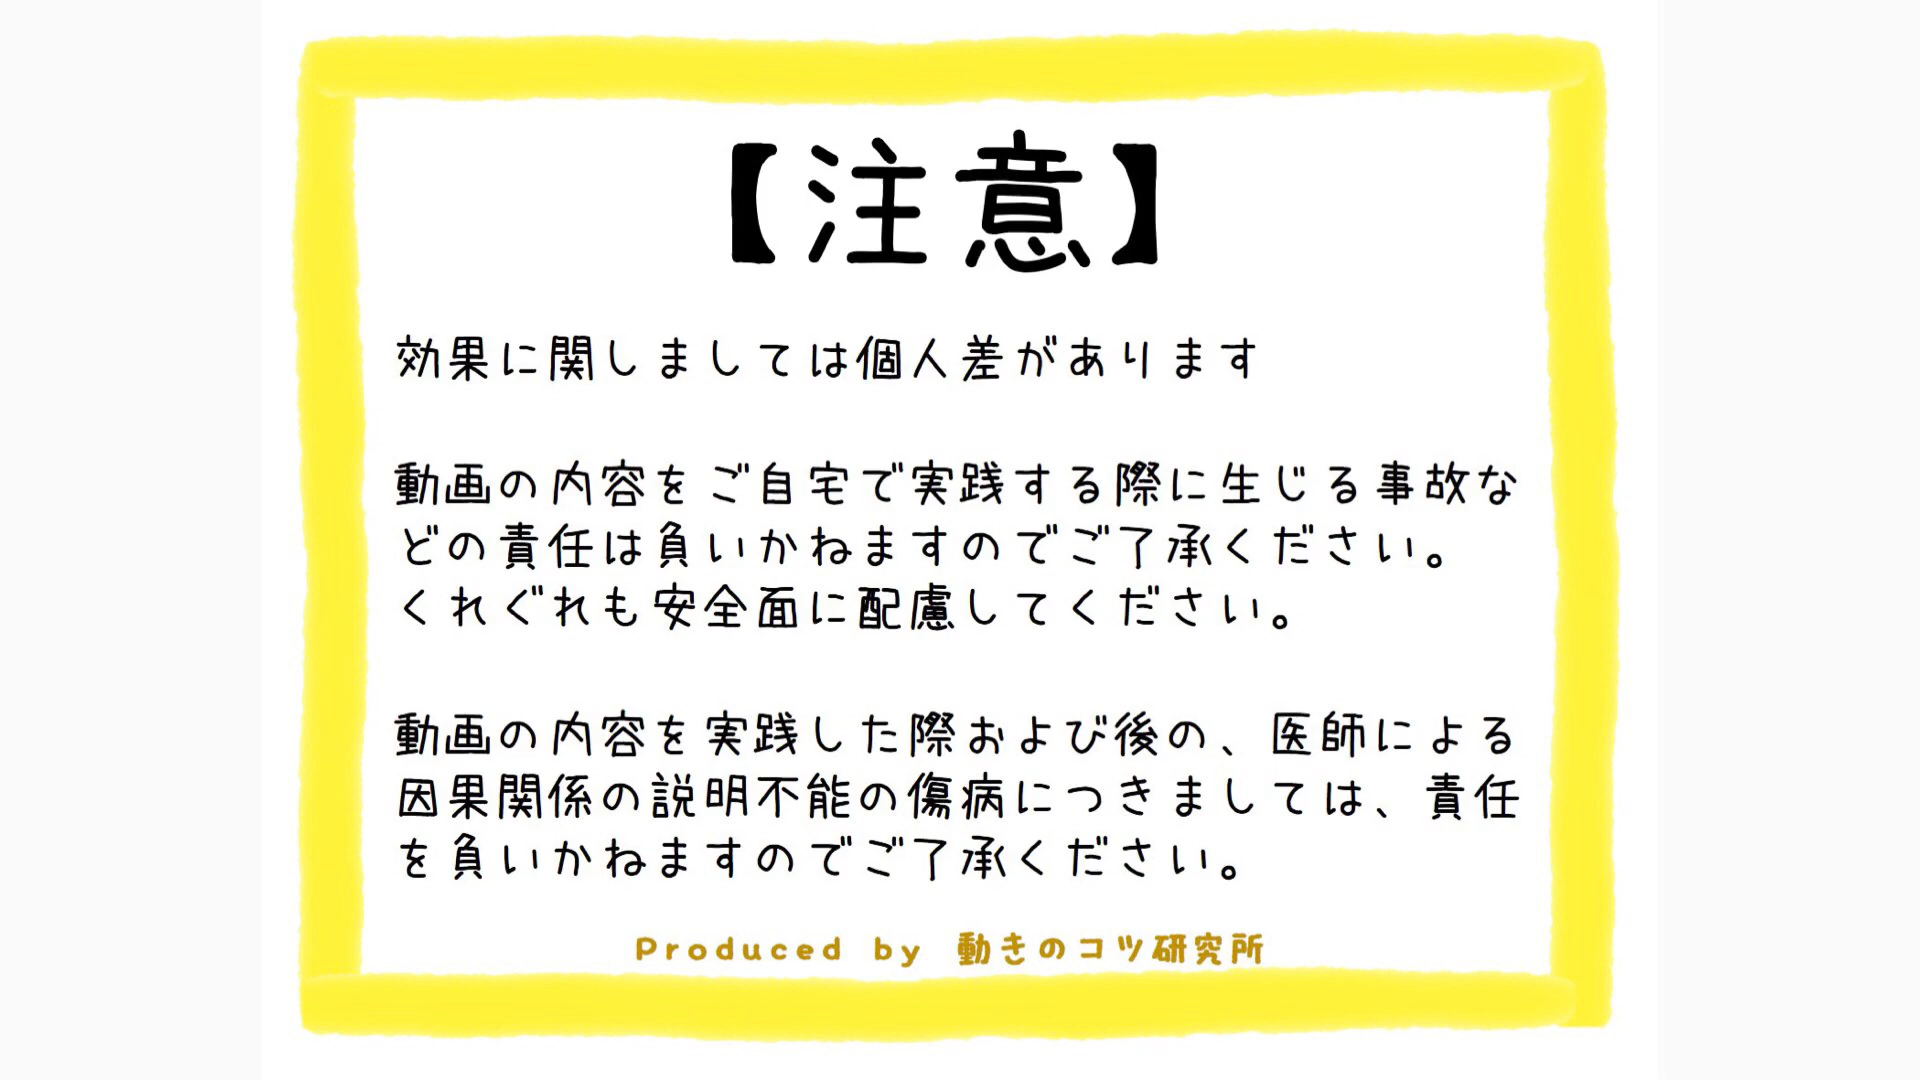 【注意】
効果に関しましては個人差があります
動画の内容をご自宅で実践する際に生じる事故な
どの責任は負いかねますのでご了承ください。
くれぐれも安全面に配慮してください。
動画の内容を実践した際および後の、医師による
因果関係の説明不能の傷病につきましては、責任
を負いかねますのでご了承ください。
Produced by 動きのコツ研究所